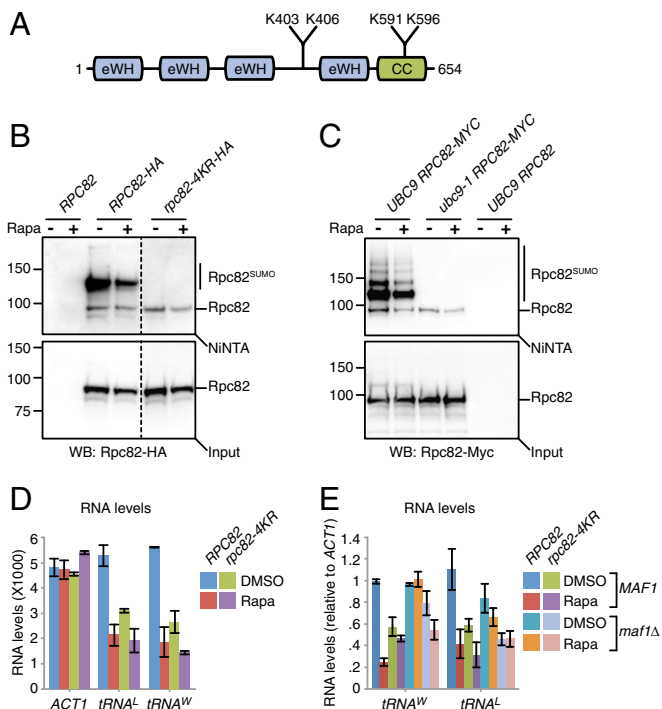 A
K403 K406
K591 K596
1
eWH
eWH
eWH
eWH
CC
654
B
RPC82
RPC82-HA
rpc82-4KR-HA
Rapa - + - + - +
150
100
Rpc82SUMO
Rpc82
NiNTA
150
100
75
Rpc82
Input
WB: Rpc82-HA
C
UBC9 RPC82-MYC
ubc9-1 RPC82-MYC
UBC9 RPC82
Rapa - + - + - +
150
100
Rpc82SUMO
Rpc82
NiNTA
150
100
Rpc82
Input
WB: Rpc82-Myc
D
RNA levels
RPC82
rpc82-4KR
DMSO
Rapa
RNA levels (X1000)
6
5
4
3
2
1
0
ACT1 tRNAL tRNAW
E
RNA levels
RPC82
rpc82-4KR
DMSO
Rapa
MAF1
DMSO
Rapa
maf1Δ
RNA levels (relative to ACT1)
1.4
1.2
1
.8
.6
.4
.2
0
tRNAW tRNAL